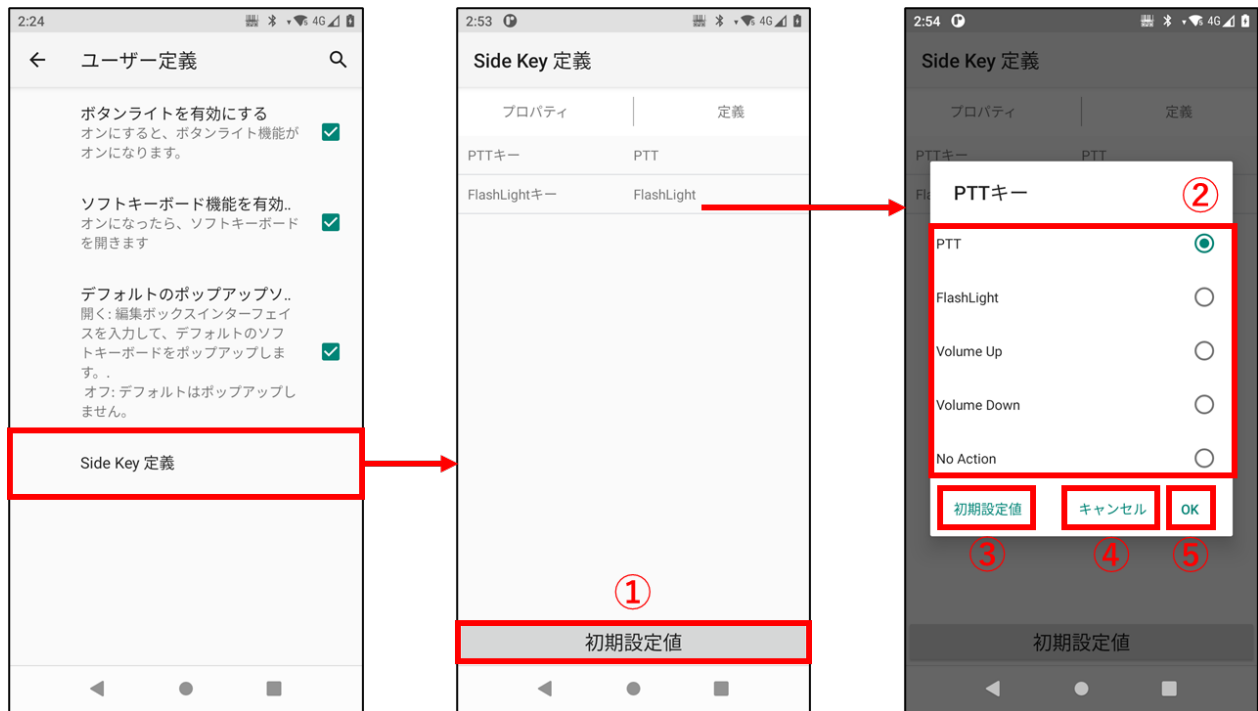 2:24
4G
ユーザー定義
ボタンライトを有効にする
オンにすると、ボタンライト機能が
オンになります。
ソフトキーボード機能を有効..
オンになったら、ソフトキーボード
を開きます
デフォルトのポップアップソ..
開く: 編集ボックスインターフェイ
スを入力して、デフォルトのソフ
トキーボードをポップアップしま
す。.
オフ: デフォルトはポップアップし
ません。
Side Key 定義
2:53
4G
Side Key 定義
プロパティ 定義
PTTキー PTT
FlashLightキー FlashLight
①
初期設定値
2:54
4G
Side Key 定義
プロパティ 定義
PTTキー PTT
Fla
PTTキー
②
PTT
FlashLight
Volume Up
Volume Down
No Action
初期設定値 キャンセル OK
③ ④ ⑤
初期設定値